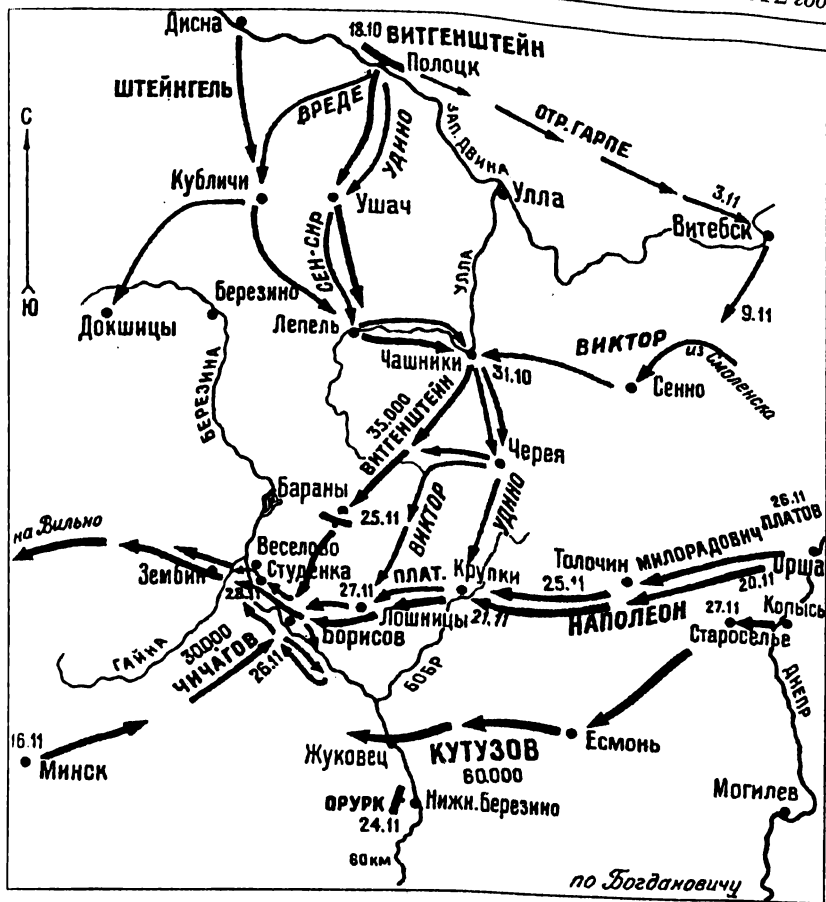 Дисна
18.10 ВИТГЕНШТЕЙН
Полоцк
ШТЕЙНГЕЛЬ
ВРЕДЕ
УДИНО
ЗАП. ДВИНА
ОТР. ГАРПЕ
С
Ю
Кубличи
Ушач
Улла
3.11
Витебск
СЕН-СИР
УЛЛА
Березино
Докшицы
Лепель
9.11
Чашники
31.10
ВИКТОР
из Смоленска
Сенно
БЕРЕЗИНА
35.000
ВИТГЕНШТЕЙН
Черея
Бараны
25.11
ВИКТОР
УДИНО
на Вильно
Веселово
Зембин
Студенка
28.11
27.11
ПЛАТ.
Крупки
Толочин
МИЛОРАДОВИЧ
ПЛАТОВ
26.11
25.11
Орша
20.11
НАПОЛЕОН
Лошницы
21.11
Борисов
27.11
Копысь
Староселье
ГАЙНА
30.000
ЧИЧАГОВ
26.11
БОБР
ДНЕПР
16.11
Минск
Жуковец
КУТУЗОВ
60.000
Есмонь
ОРУРК
24.11
Нижн. Березино
Могилев
60 км
по Богдановичу